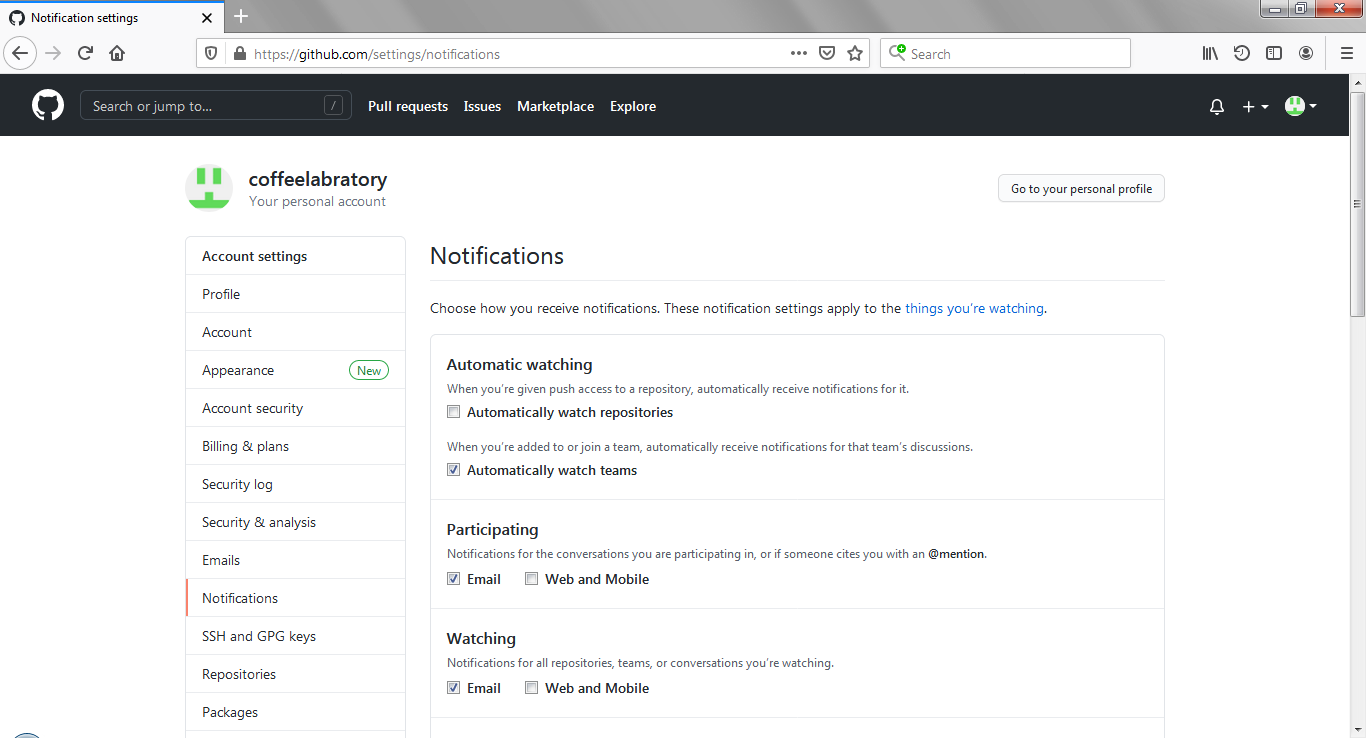 Notification settings
https://github.com/settings/notifications
Search
Search or jump to... /
Pull requests Issues Marketplace Explore
coffeelabratory
Your personal account
Go to your personal profile
Account settings
Profile
Account
Appearance New
Account security
Billing & plans
Security log
Security & analysis
Emails
Notifications
SSH and GPG keys
Repositories
Packages
Notifications
Choose how you receive notifications. These notification settings apply to the things you're watching.
Automatic watching
When you're given push access to a repository, automatically receive notifications for it.
Automatically watch repositories
When you're added to or join a team, automatically receive notifications for that team's discussions.
Automatically watch teams
Participating
Notifications for the conversations you are participating in, or if someone cites you with an @mention.
Email Web and Mobile
Watching
Notifications for all repositories, teams, or conversations you're watching.
Email Web and Mobile